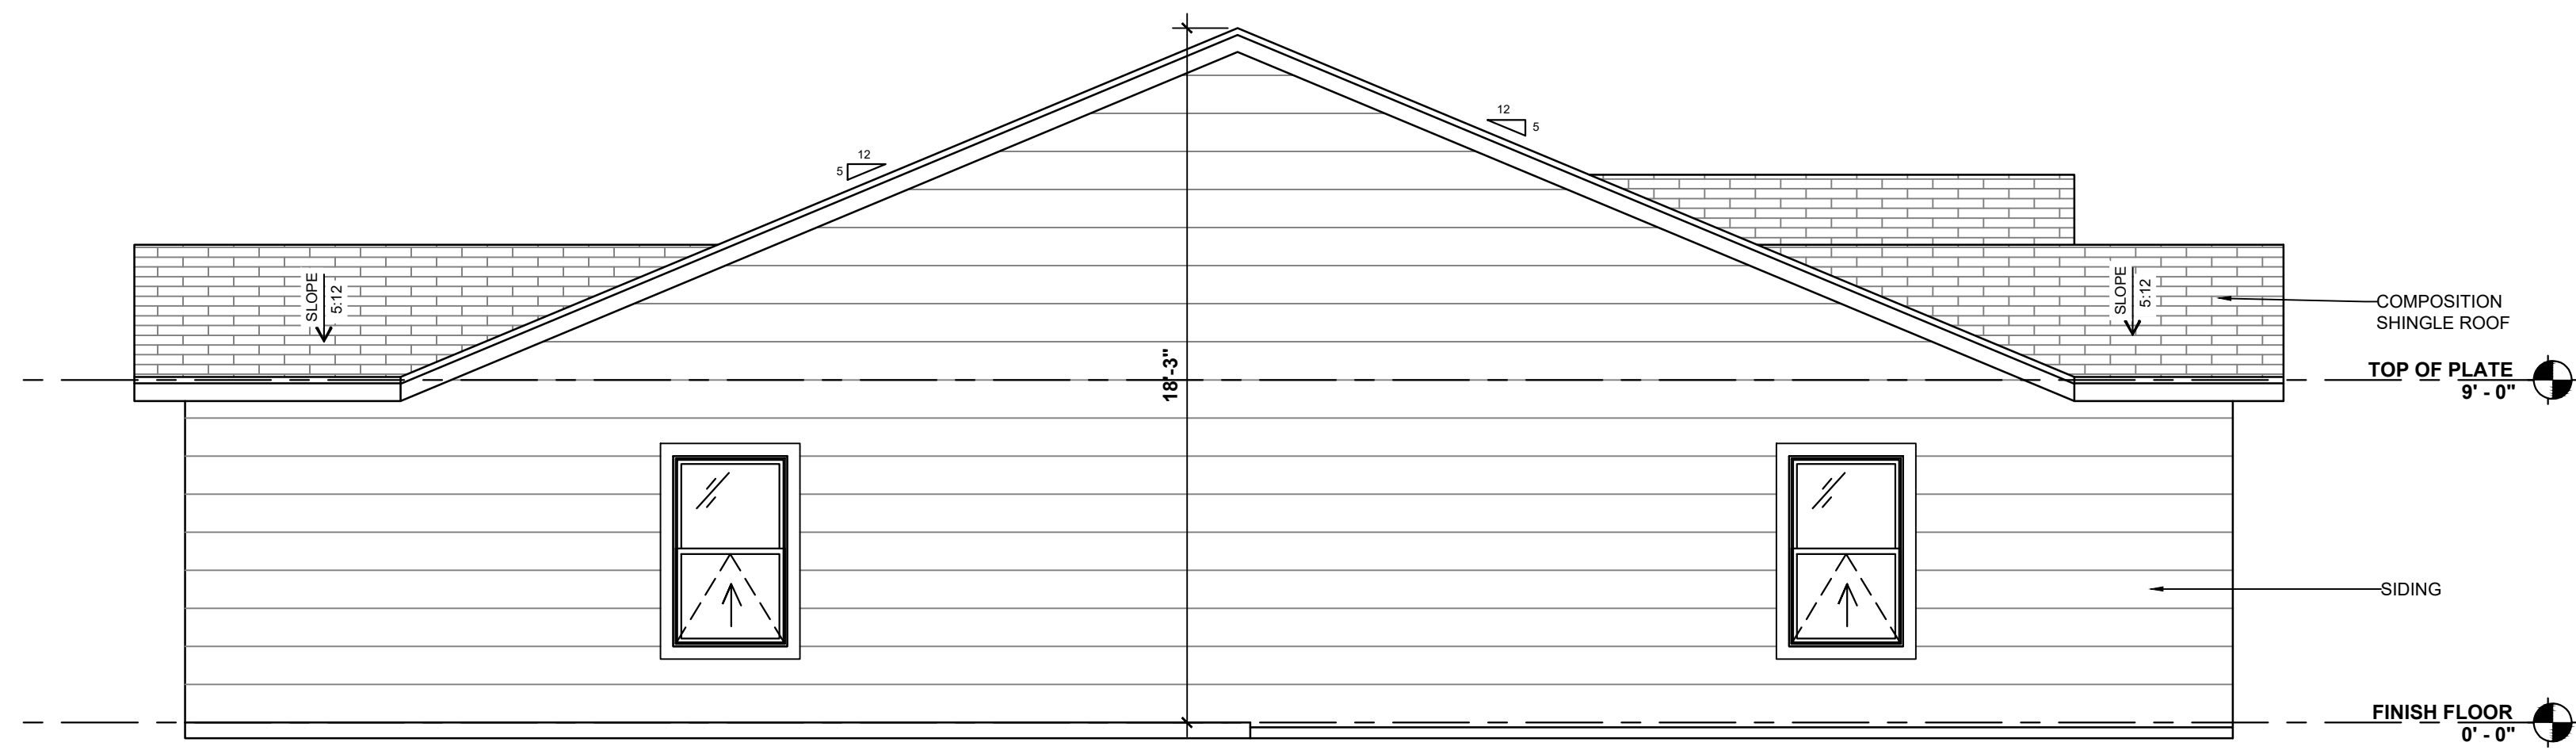 12
5
12
5
SLOPE
5:12
SLOPE
5:12
COMPOSITION
SHINGLE ROOF
18'-3"
TOP OF PLATE
9' - 0"
SIDING
FINISH FLOOR
0' - 0"